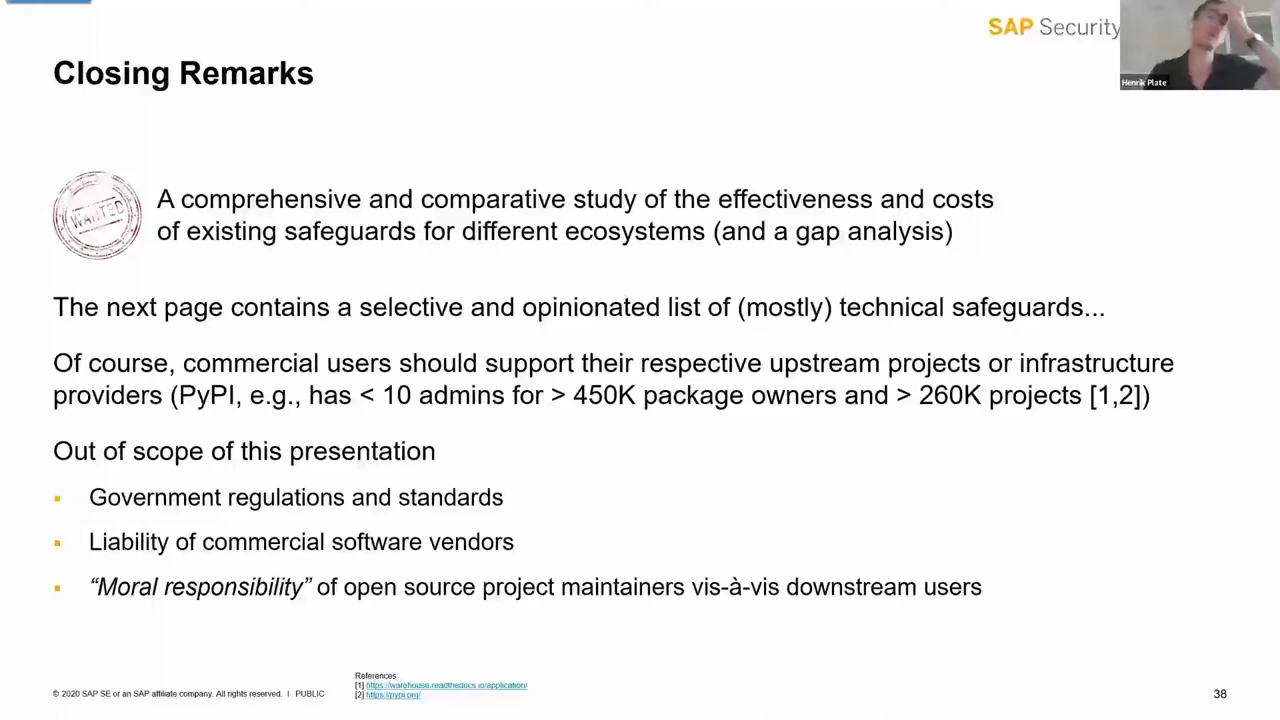 SAP Security
Henrik Plate
Closing Remarks
WANTED
A comprehensive and comparative study of the effectiveness and costs
of existing safeguards for different ecosystems (and a gap analysis)
The next page contains a selective and opinionated list of (mostly) technical safeguards...
Of course, commercial users should support their respective upstream projects or infrastructure
providers (PyPI, e.g., has < 10 admins for > 450K package owners and > 260K projects [1,2])
Out of scope of this presentation
▪ Government regulations and standards
▪ Liability of commercial software vendors
▪ “Moral responsibility” of open source project maintainers vis-à-vis downstream users
References:
[1] https://warehouse.readthedocs.io/application/
[2] https://pypi.org/
© 2020 SAP SE or an SAP affiliate company. All rights reserved. | PUBLIC
38